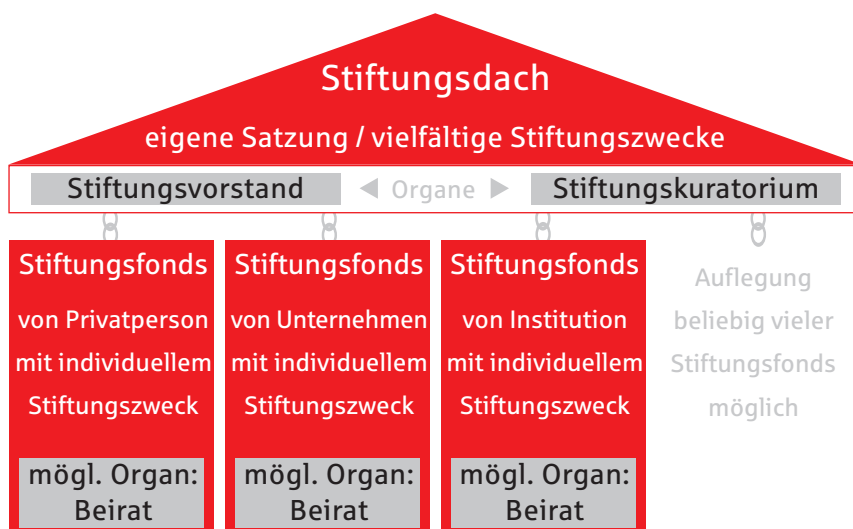 Stiftungsdach
eigene Satzung / vielfältige Stiftungszwecke
Stiftungsvorstand ◀ Organe ▶ Stiftungskuratorium
Stiftungsfonds
von Privatperson
mit individuellem
Stiftungszweck
mögl. Organ:
Beirat
Stiftungsfonds
von Unternehmen
mit individuellem
Stiftungszweck
mögl. Organ:
Beirat
Stiftungsfonds
von Institution
mit individuellem
Stiftungszweck
mögl. Organ:
Beirat
Auflegung
beliebig vieler
Stiftungsfonds
möglich